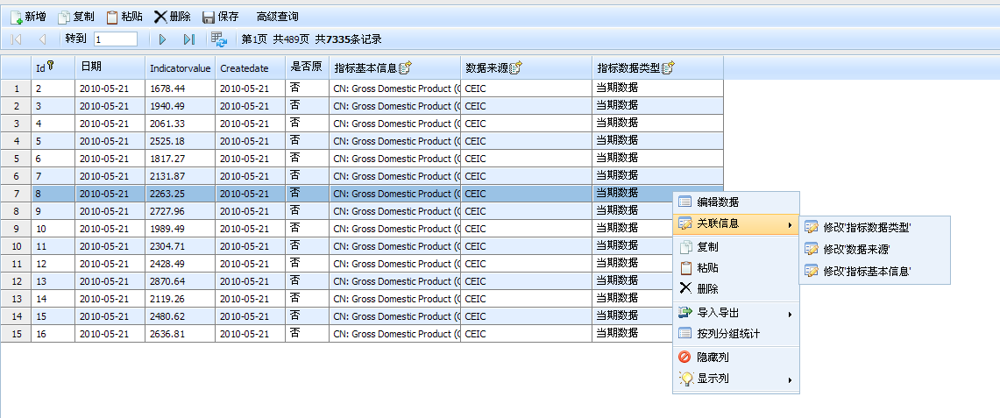 新增 复制 粘贴 删除 保存 高级查询
转到 1 第1页 共489页 共7335条记录
Id 日期 Indicatorvalue Createdate 是否原 指标基本信息 数据来源 指标数据类型
1 2 2010-05-21 1678.44 2010-05-21 否 CN: Gross Domestic Product (C CEIC 当期数据
2 3 2010-05-21 1940.49 2010-05-21 否 CN: Gross Domestic Product (C CEIC 当期数据
3 4 2010-05-21 2061.33 2010-05-21 否 CN: Gross Domestic Product (C CEIC 当期数据
4 5 2010-05-21 2525.18 2010-05-21 否 CN: Gross Domestic Product (C CEIC 当期数据
5 6 2010-05-21 1817.27 2010-05-21 否 CN: Gross Domestic Product (C CEIC 当期数据
6 7 2010-05-21 2131.87 2010-05-21 否 CN: Gross Domestic Product (C CEIC 当期数据
7 8 2010-05-21 2263.25 2010-05-21 否 CN: Gross Domestic Product (C CEIC 当期数据
8 9 2010-05-21 2727.96 2010-05-21 否 CN: Gross Domestic Product (C CEIC 当期数据
9 10 2010-05-21 1989.49 2010-05-21 否 CN: Gross Domestic Product (C CEIC 当期数据
10 11 2010-05-21 2304.71 2010-05-21 否 CN: Gross Domestic Product (C CEIC 当期数据
11 12 2010-05-21 2428.49 2010-05-21 否 CN: Gross Domestic Product (C CEIC 当期数据
12 13 2010-05-21 2870.64 2010-05-21 否 CN: Gross Domestic Product (C CEIC 当期数据
13 14 2010-05-21 2119.26 2010-05-21 否 CN: Gross Domestic Product (C CEIC 当期数据
14 15 2010-05-21 2480.62 2010-05-21 否 CN: Gross Domestic Product (C CEIC 当期数据
15 16 2010-05-21 2636.81 2010-05-21 否 CN: Gross Domestic Product (C CEIC 当期数据
编辑数据
关联信息
复制
粘贴
删除
导入导出
按列分组统计
隐藏列
显示列
修改'指标数据类型'
修改'数据来源'
修改'指标基本信息'